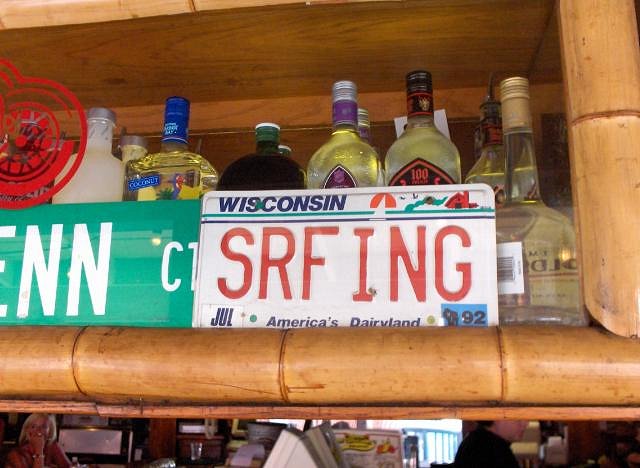 COCONUT
100
ENN CT
WISCONSIN
SRFING
JUL America's Dairyland 92